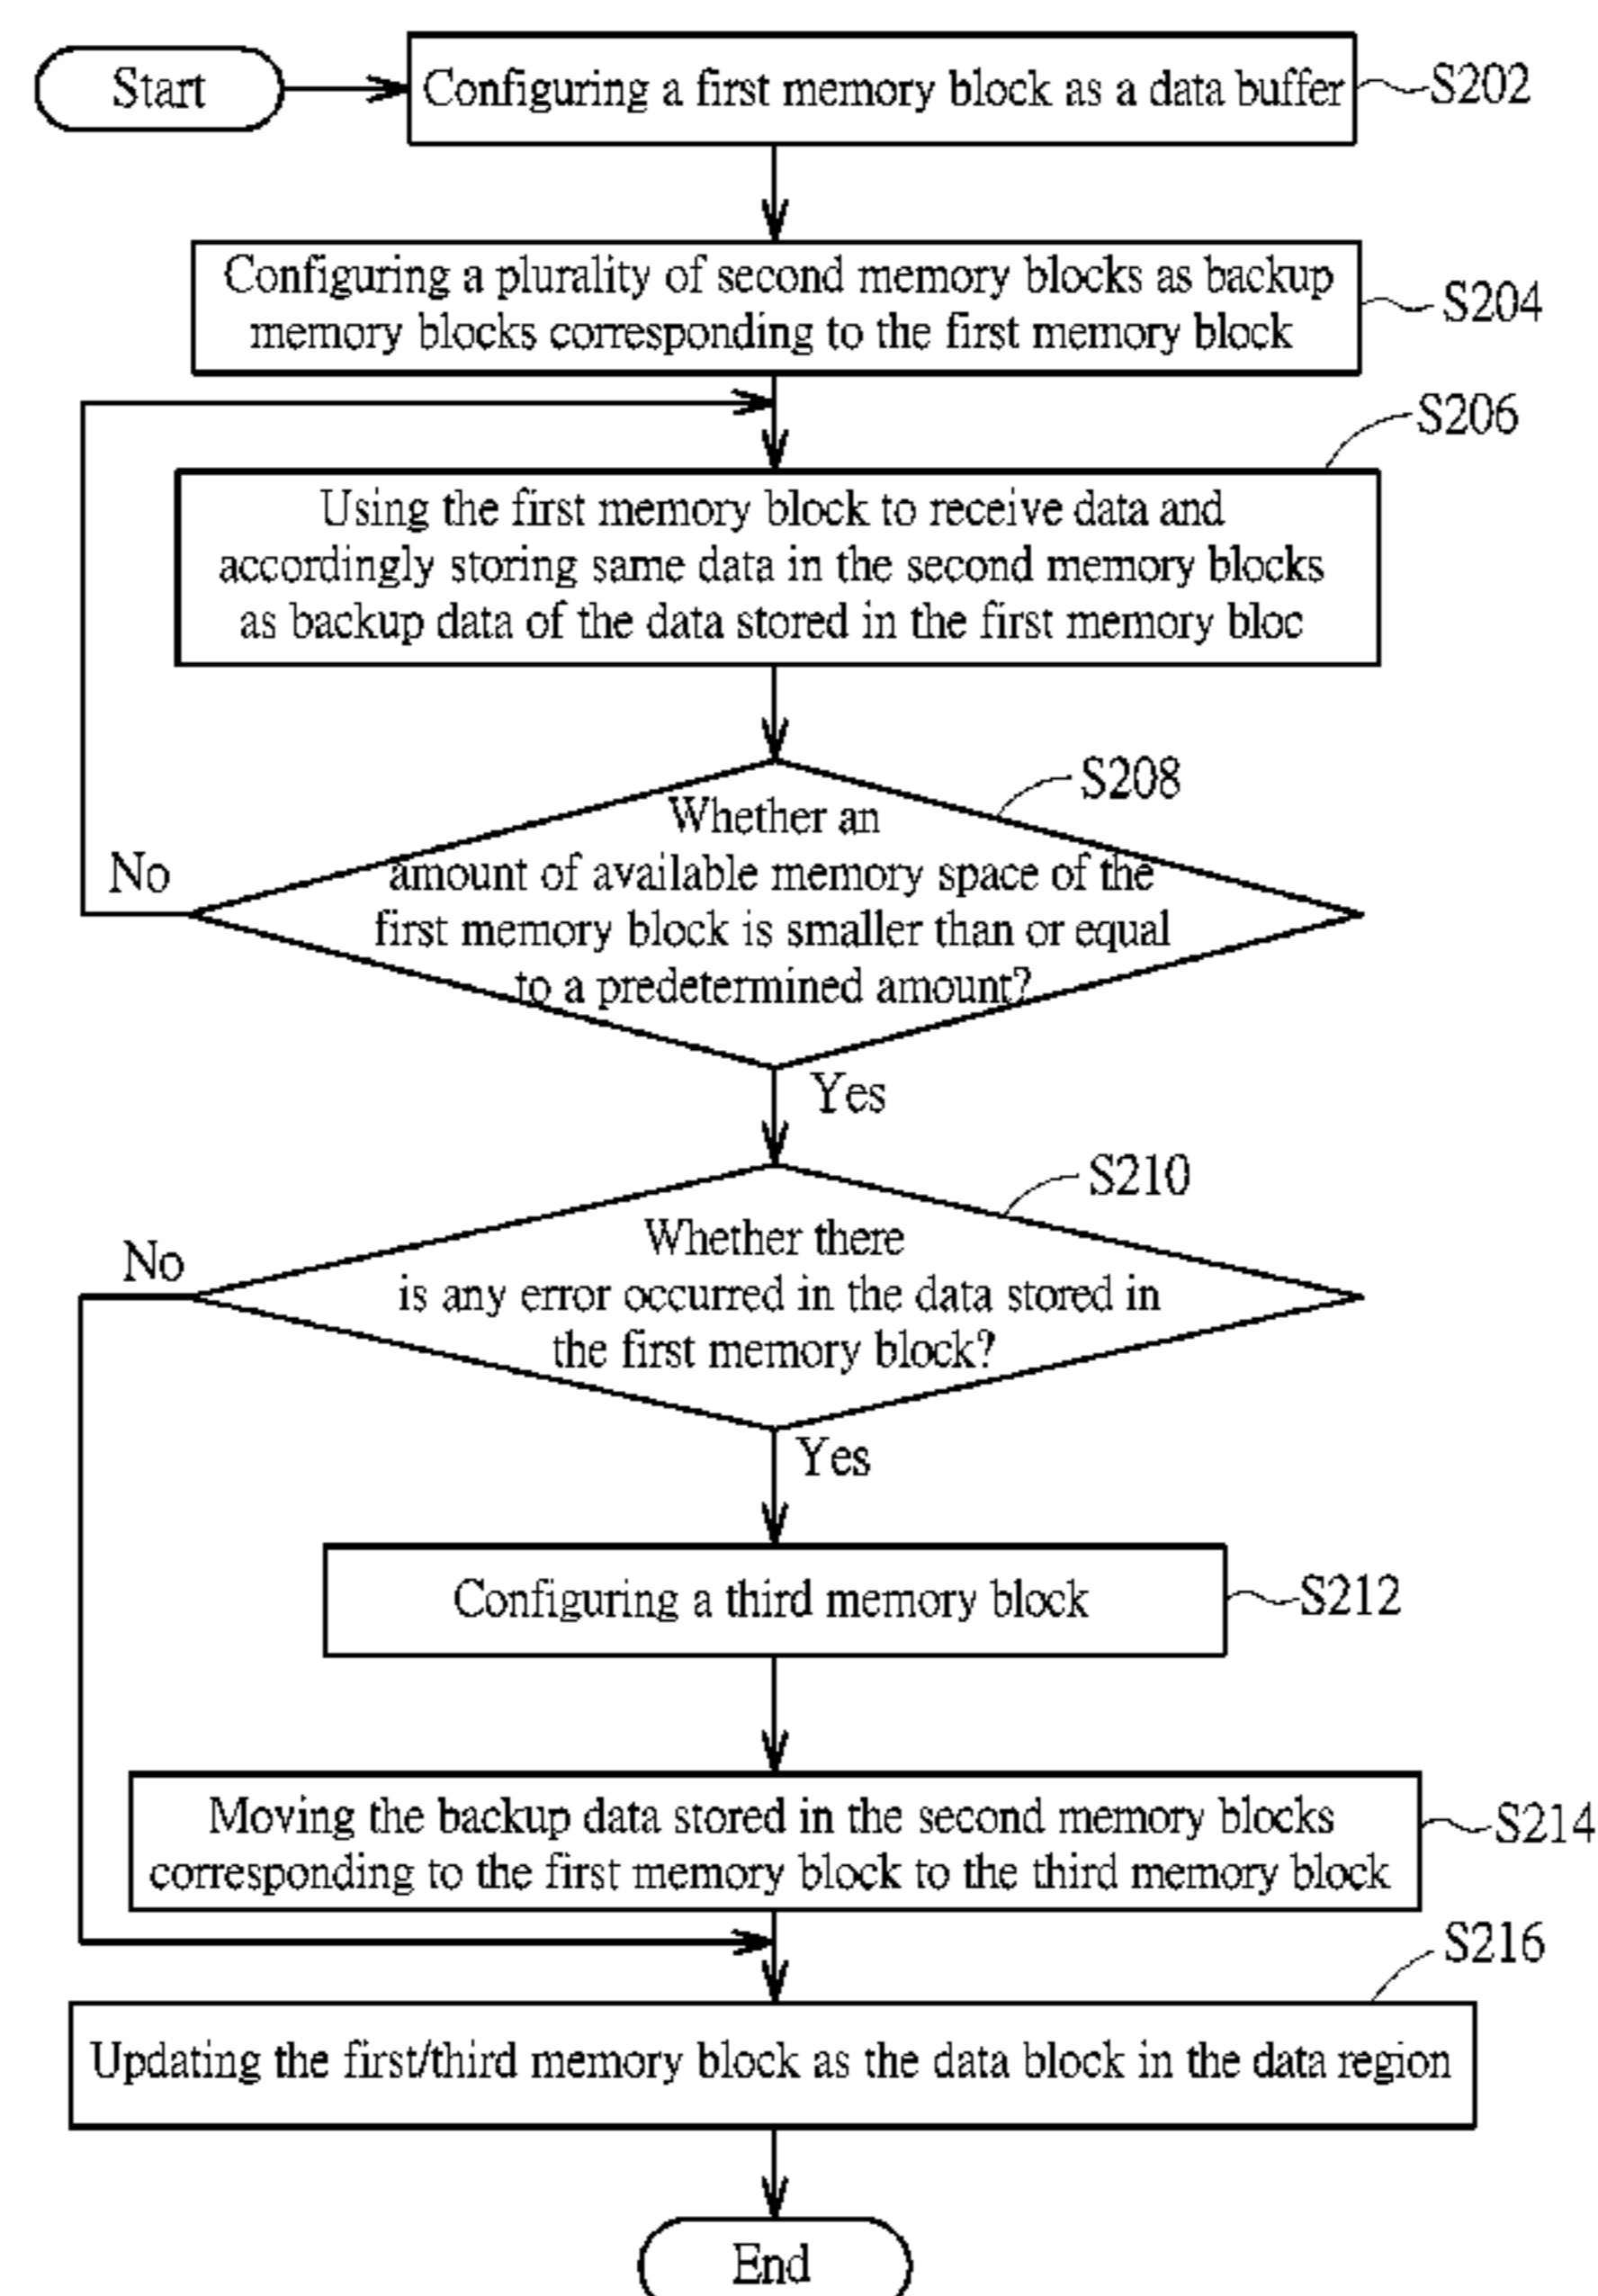 Start
Configuring a first memory block as a data buffer
S202
Configuring a plurality of second memory blocks as backup
memory blocks corresponding to the first memory block
S204
S206
Using the first memory block to receive data and
accordingly storing same data in the second memory blocks
as backup data of the data stored in the first memory bloc
S208
Whether an
amount of available memory space of the
first memory block is smaller than or equal
to a predetermined amount?
No
Yes
S210
Whether there
is any error occurred in the data stored in
the first memory block?
No
Yes
Configuring a third memory block
S212
Moving the backup data stored in the second memory blocks
corresponding to the first memory block to the third memory block
S214
S216
Updating the first/third memory block as the data block in the data region
End